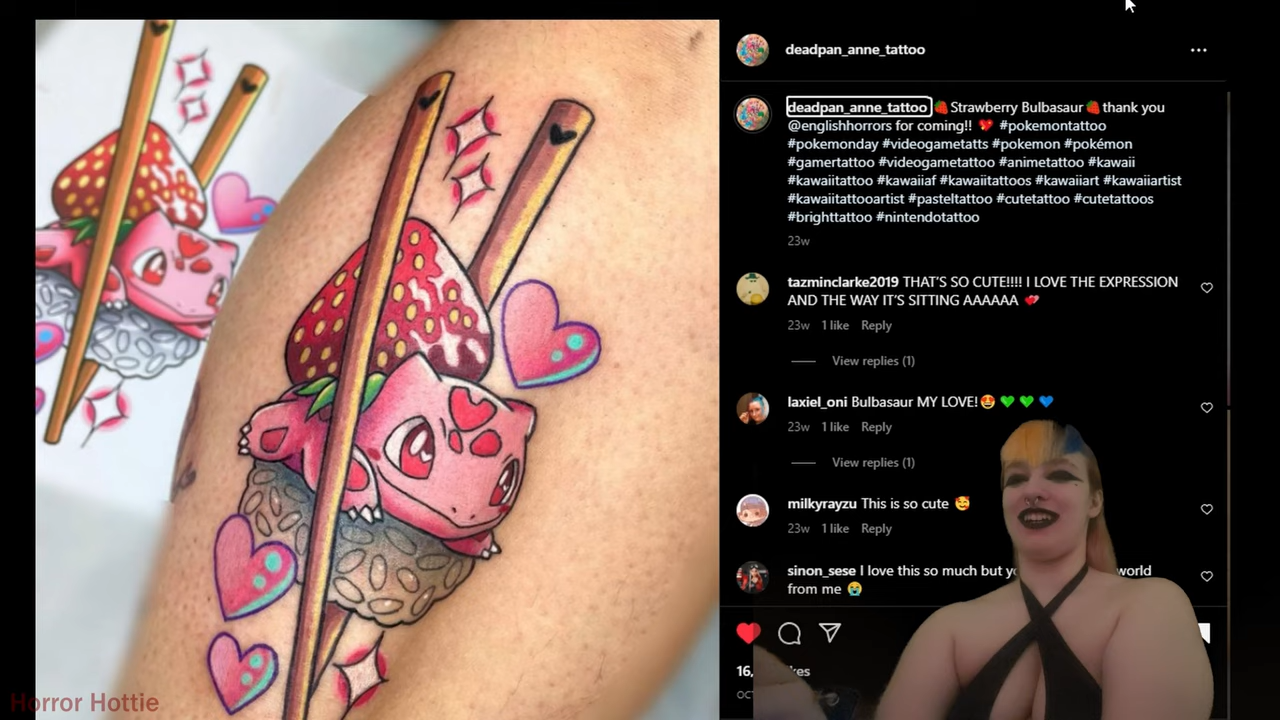 deadpan_anne_tattoo
deadpan_anne_tattoo 🍓Strawberry Bulbasaur🍓thank you
@englishhorrors for coming!! 💖 #pokemontattoo
#pokemonday #videogametatts #pokemon #pokémon
#gamertattoo #videogametattoo #animetattoo #kawaii
#kawaiitattoo #kawaiiaf #kawaiitattoos #kawaiiart #kawaiiartist
#kawaiitattooartist #pasteltattoo #cutetattoo #cutetattoos
#brighttattoo #nintendotattoo
23w
tazminclarke2019 THAT'S SO CUTE!!!! I LOVE THE EXPRESSION
AND THE WAY IT'S SITTING AAAAAA 💕
23w 1 like Reply
View replies (1)
laxiel_oni Bulbasaur MY LOVE!😍💚💚💙
23w 1 like Reply
View replies (1)
milkyrayzu This is so cute 🥰
23w 1 like Reply
sinon_sese I love this so much but world
from me 😭
16,
Horror Hottie